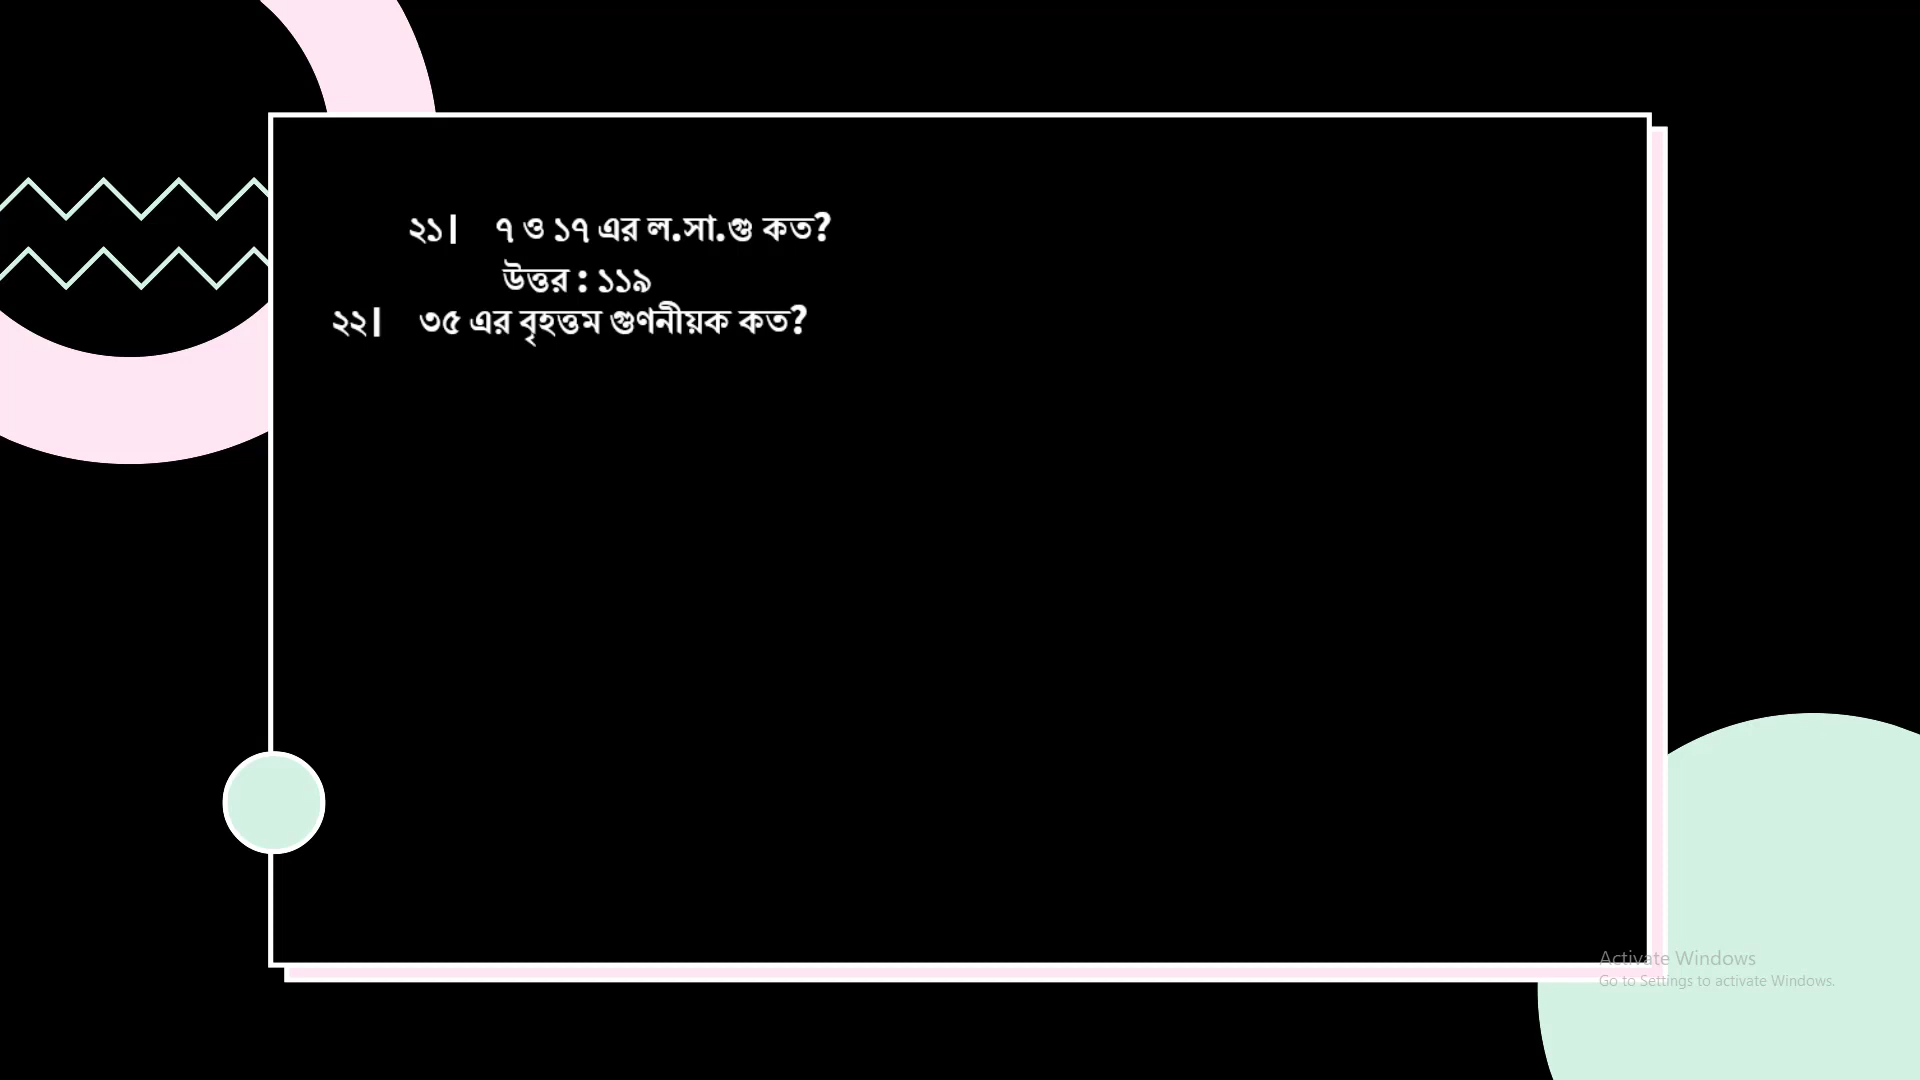 ২১। ৭ ও ১৭ এর ল.সা.গু কত?
উত্তর : ১১৯
২২। ৩৫ এর বৃহত্তম গুণনীয়ক কত?
Activate Windows
Go to Settings to activate Windows.